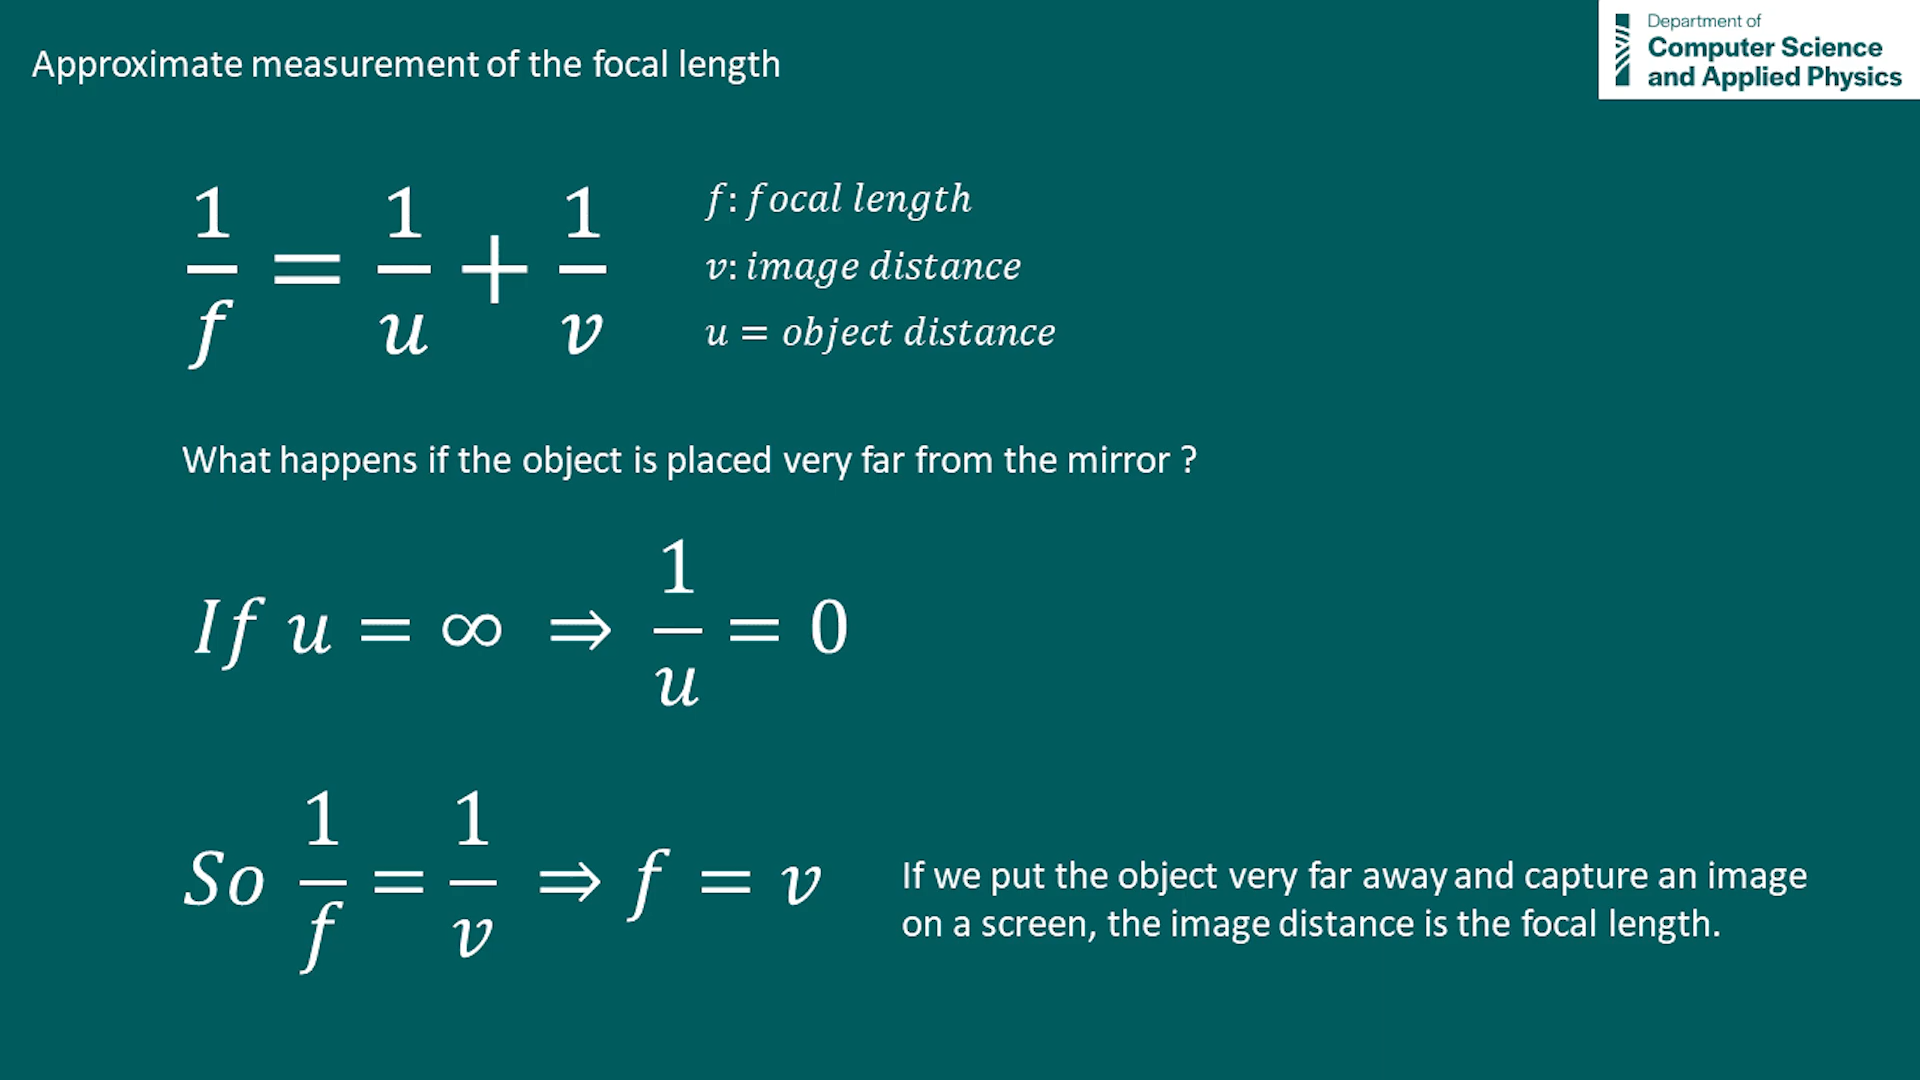 Approximate measurement of the focal length
Department of
Computer Science
and Applied Physics
1/f = 1/u + 1/v
f: focal length
v: image distance
u = object distance
What happens if the object is placed very far from the mirror ?
If u = ∞ ⇒ 1/u = 0
So 1/f = 1/v ⇒ f = v
If we put the object very far away and capture an image
on a screen, the image distance is the focal length.